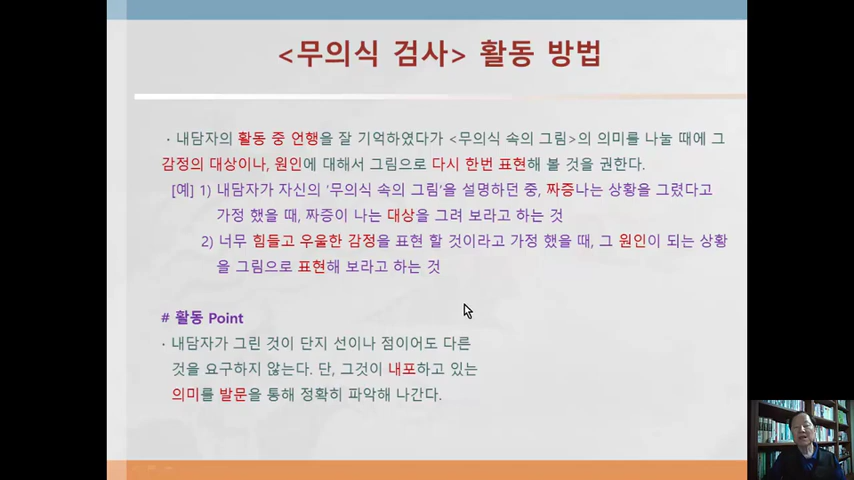 <무의식 검사> 활동 방법
· 내담자의 활동 중 언행을 잘 기억하였다가 <무의식 속의 그림>의 의미를 나눌 때에 그
감정의 대상이나, 원인에 대해서 그림으로 다시 한번 표현해 볼 것을 권한다.
[예] 1) 내담자가 자신의 '무의식 속의 그림'을 설명하던 중, 짜증나는 상황을 그렸다고
가정 했을 때, 짜증이 나는 대상을 그려 보라고 하는 것
2) 너무 힘들고 우울한 감정을 표현 할 것이라고 가정 했을 때, 그 원인이 되는 상황
을 그림으로 표현해 보라고 하는 것
# 활동 Point
· 내담자가 그린 것이 단지 선이나 점이어도 다른
것을 요구하지 않는다. 단, 그것이 내포하고 있는
의미를 발문을 통해 정확히 파악해 나간다.